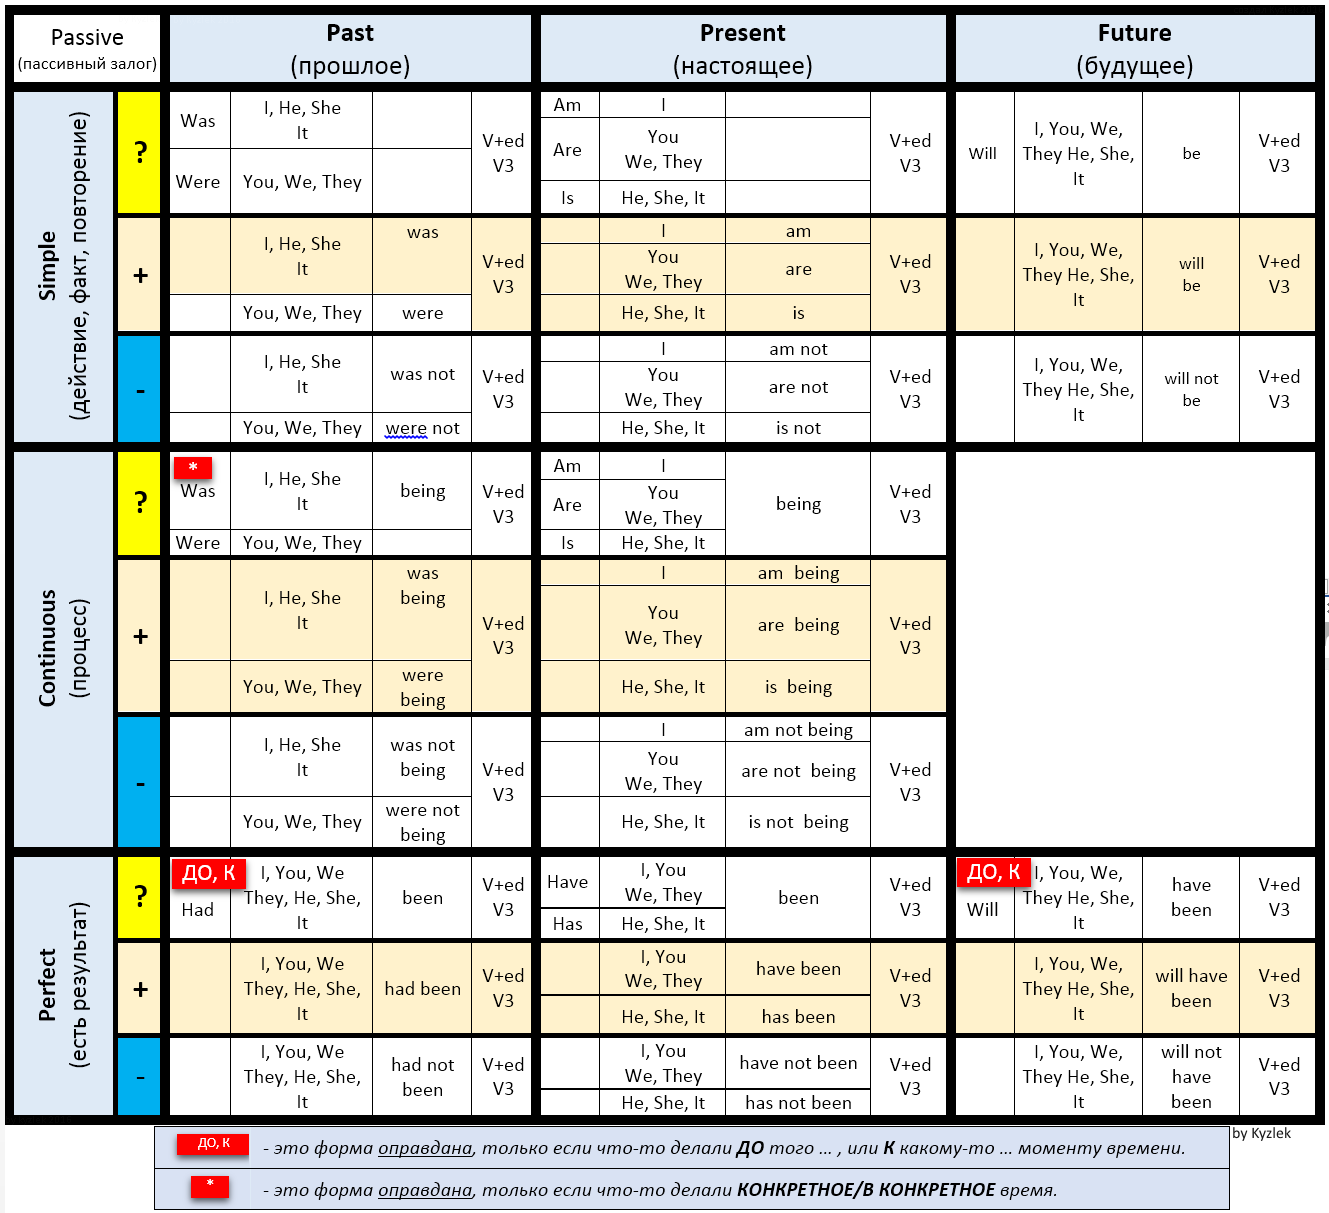 Passive
(пассивный залог)
Past
(прошлое)
Present
(настоящее)
Future
(будущее)
Simple
(действие, факт, повторение)
?
Was
I, He, She
It
Were
You, We, They
V+ed
V3
Am
I
Are
You
We, They
Is
He, She, It
V+ed
V3
Will
I, You, We,
They He, She,
It
be
V+ed
V3
+
I, He, She
It
was
You, We, They
were
V+ed
V3
I
am
You
We, They
are
He, She, It
is
V+ed
V3
I, You, We,
They He, She,
It
will
be
V+ed
V3
-
I, He, She
It
was not
You, We, They
were not
V+ed
V3
I
am not
You
We, They
are not
He, She, It
is not
V+ed
V3
I, You, We,
They He, She,
It
will not
be
V+ed
V3
Continuous
(процесс)
?
*
Was
I, He, She
It
being
Were
You, We, They
V+ed
V3
Am
I
Are
You
We, They
Is
He, She, It
being
V+ed
V3
+
I, He, She
It
was
being
You, We, They
were
being
V+ed
V3
I
am being
You
We, They
are being
He, She, It
is being
V+ed
V3
-
I, He, She
It
was not
being
You, We, They
were not
being
V+ed
V3
I
am not being
You
We, They
are not being
He, She, It
is not being
V+ed
V3
Perfect
(есть результат)
?
ДО, К
Had
I, You, We
They, He, She,
It
been
V+ed
V3
Have
I, You
We, They
Has
He, She, It
been
V+ed
V3
ДО, К
Will
I, You, We,
They He, She,
It
have
been
V+ed
V3
+
I, You, We
They, He, She,
It
had been
V+ed
V3
I, You
We, They
have been
He, She, It
has been
V+ed
V3
I, You, We,
They He, She,
It
will have
been
V+ed
V3
-
I, You, We
They, He, She,
It
had not
been
V+ed
V3
I, You
We, They
have not been
He, She, It
has not been
V+ed
V3
I, You, We,
They He, She,
It
will not
have
been
V+ed
V3
by Kyzlek
ДО, К
- это форма оправдана, только если что-то делали ДО того ... , или К какому-то ... моменту времени.
*
- это форма оправдана, только если что-то делали КОНКРЕТНОЕ/В КОНКРЕТНОЕ время.